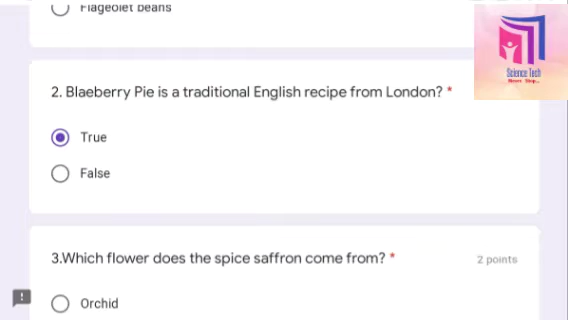 Flageolet beans
Science Tech
2. Blaeberry Pie is a traditional English recipe from London? *
True
False
3.Which flower does the spice saffron come from? *
2 points
Orchid